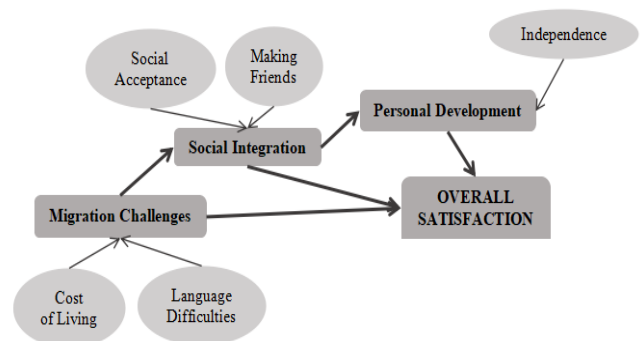 Independence
Social
Acceptance
Making
Friends
Personal Development
Social Integration
OVERALL
SATISFACTION
Migration Challenges
Cost
of Living
Language
Difficulties